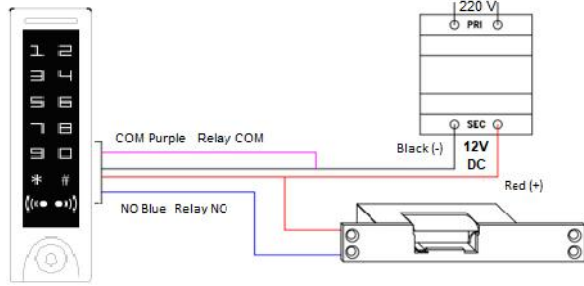 220 V
PRI
1 2
3 4
5 6
7 8
9 0
* #
SEC
12V
DC
COM Purple Relay COM
Black (-)
Red (+)
NO Blue Relay NO